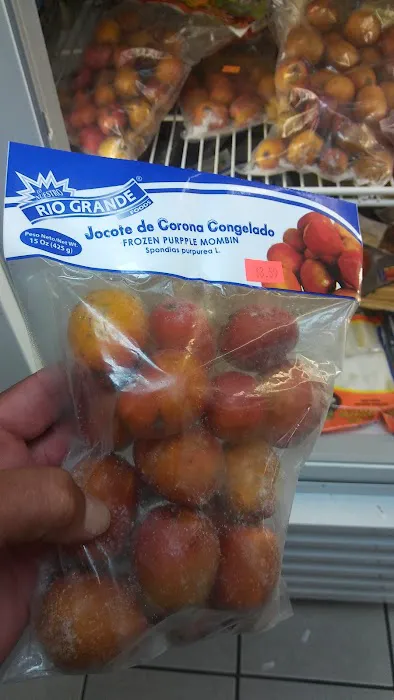 NUESTRO
RIO GRANDE
FOODS
Peso Neto/Net Wt.
15 Oz (425 g)
Jocote de Corona Congelado
FROZEN PURPPLE MOMBIN
Spondias purpurea L.